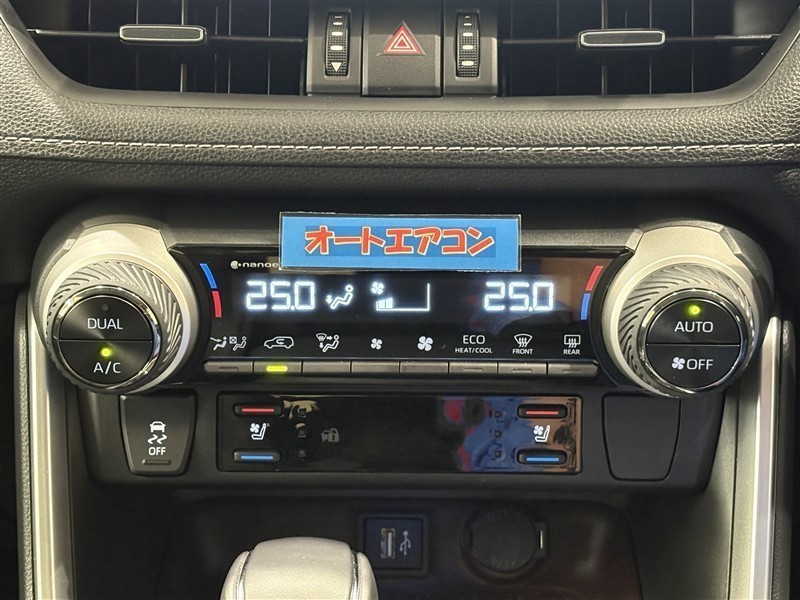 オートエアコン
nanoe
25.0 25.0
DUAL
A/C
ECO
HEAT/COOL
FRONT
REAR
AUTO
OFF
OFF